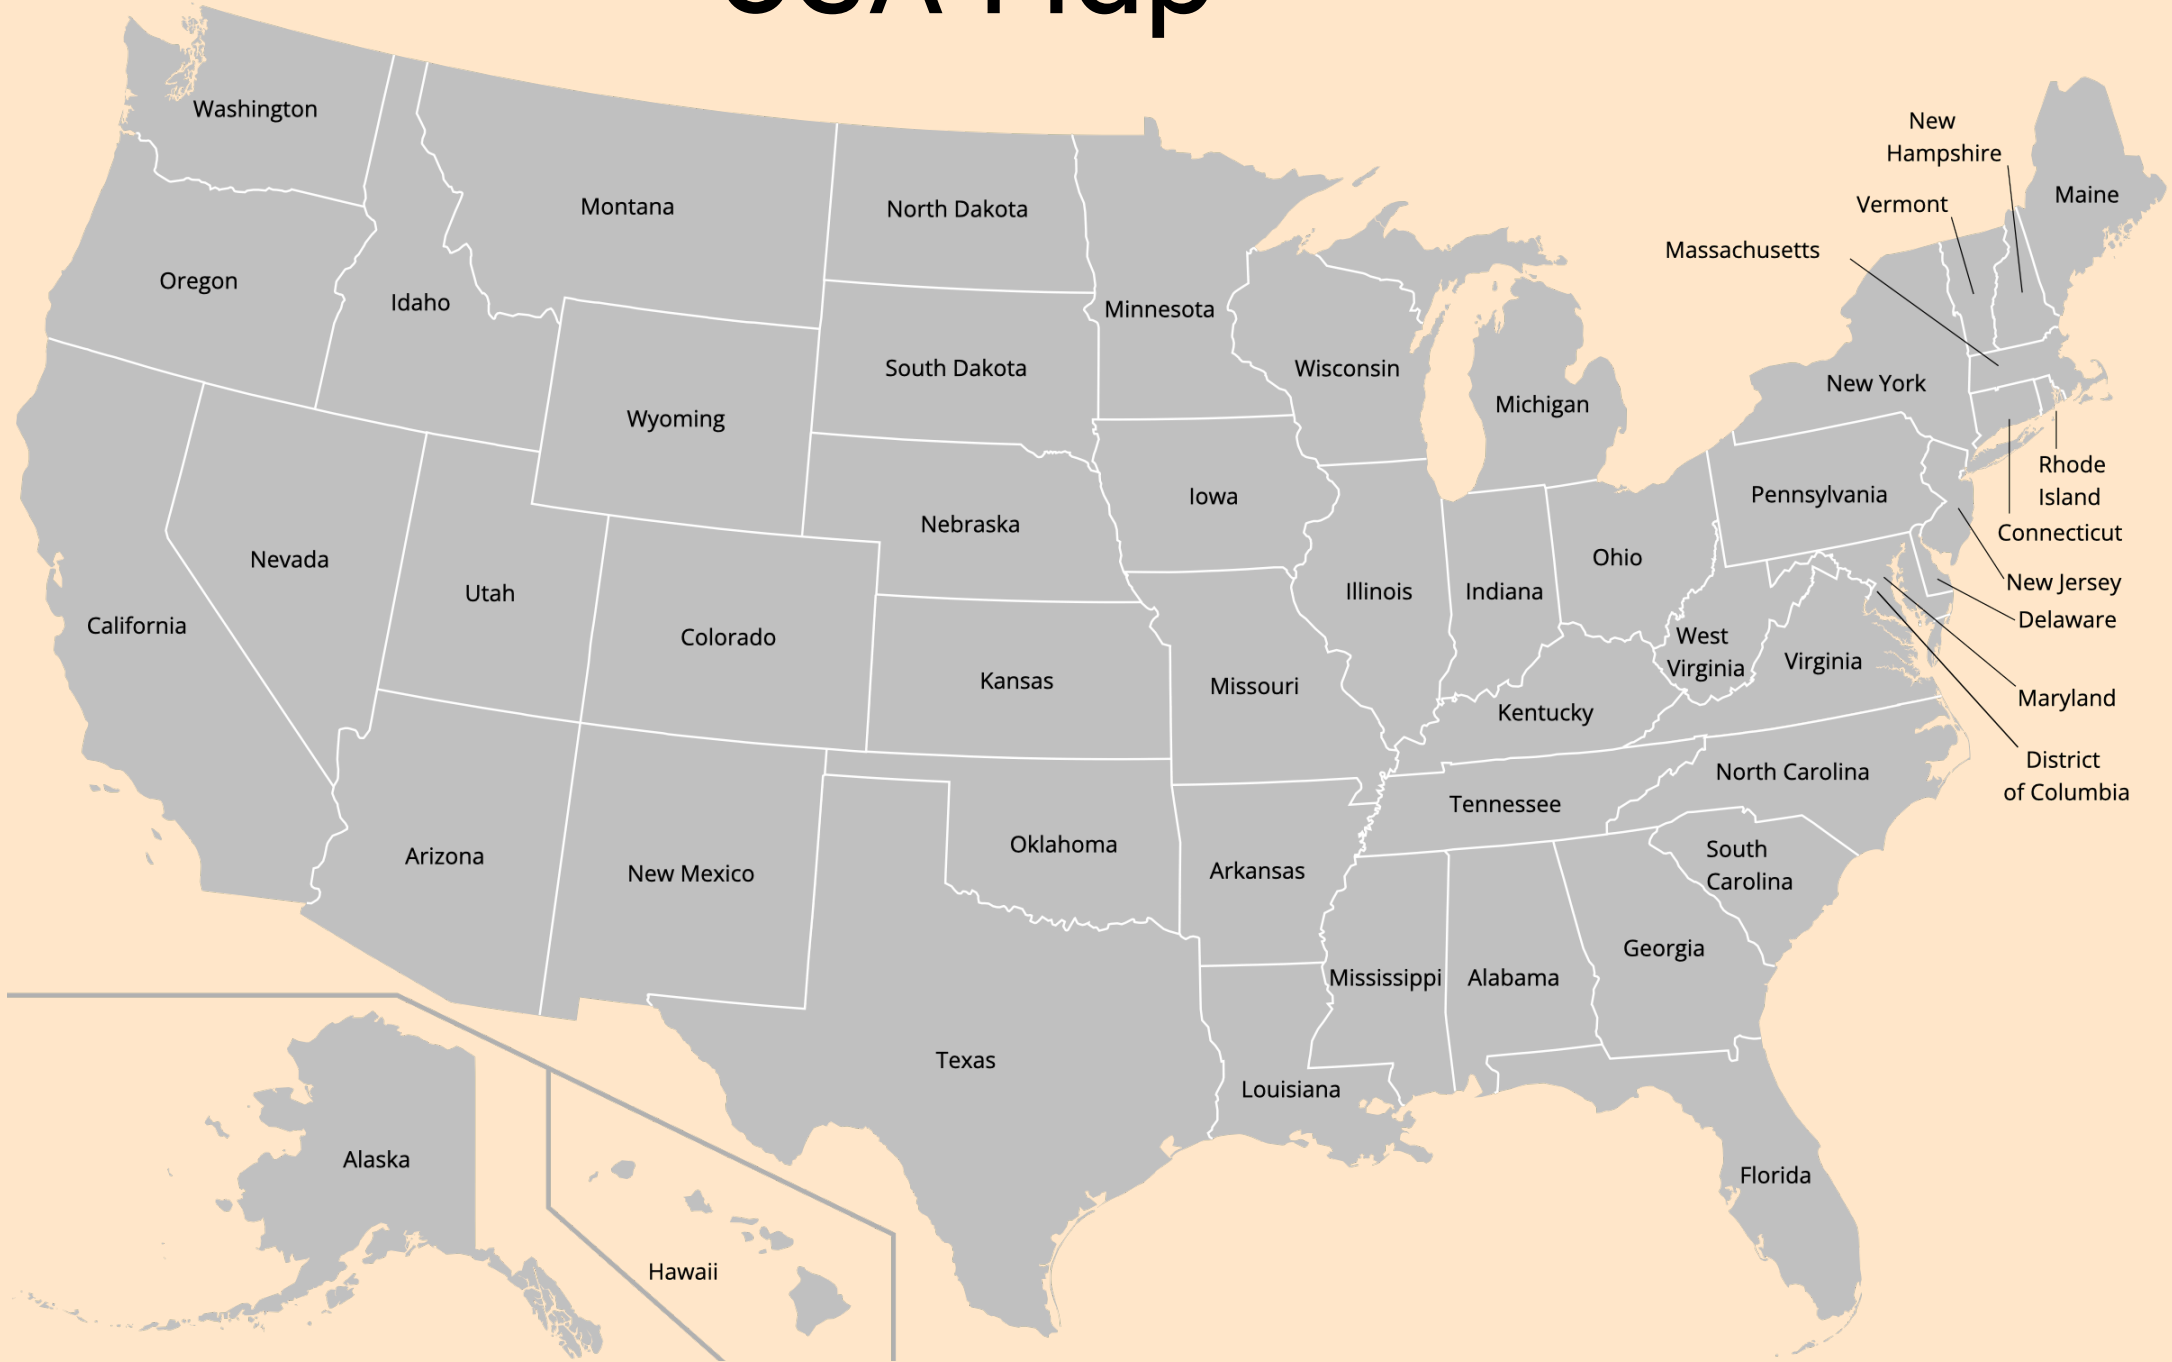 USA Map
Washington
Montana
North Dakota
Minnesota
New
Hampshire
Maine
Vermont
Massachusetts
Oregon
Idaho
South Dakota
Wisconsin
Michigan
New York
Wyoming
Rhode
Island
Pennsylvania
Connecticut
Iowa
Nebraska
Nevada
Utah
Ohio
Illinois
Indiana
New Jersey
Delaware
California
Colorado
Kansas
Missouri
West
Virginia
Virginia
Maryland
Kentucky
District
of Columbia
North Carolina
Tennessee
Oklahoma
Arkansas
South
Carolina
Arizona
New Mexico
Georgia
Mississippi
Alabama
Texas
Louisiana
Florida
Alaska
Hawaii